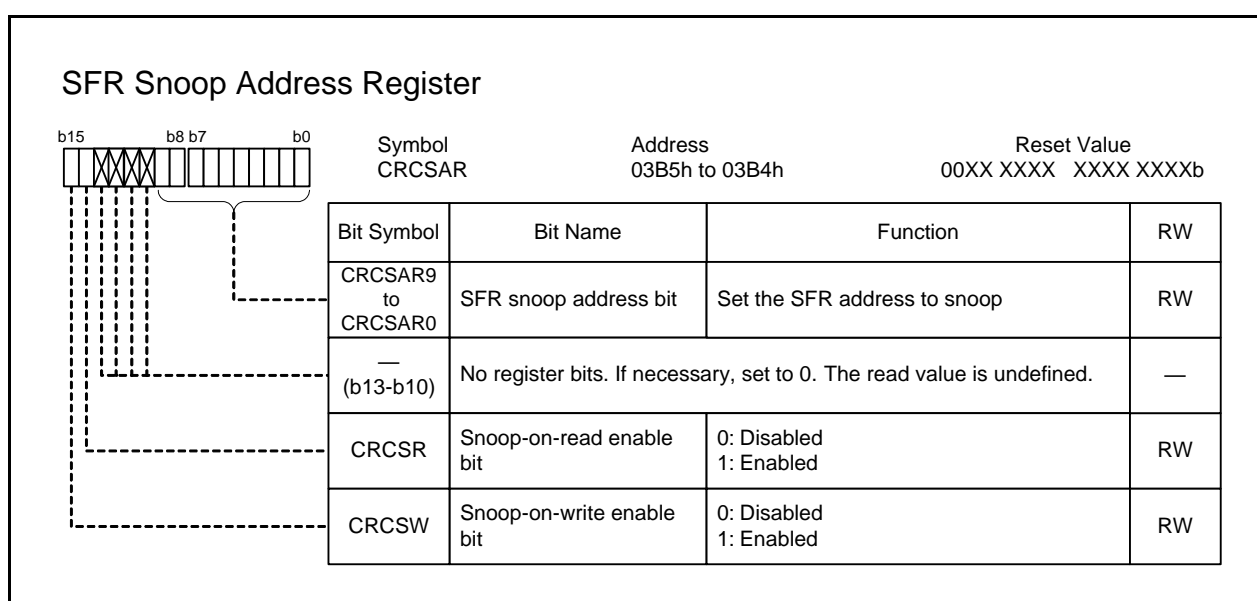 SFR Snoop Address Register
b15 b8 b7 b0
Symbol Address Reset Value
CRCSAR 03B5h to 03B4h 00XX XXXX XXXX XXXXb
Bit Symbol Bit Name Function RW
CRCSAR9
to
CRCSAR0
SFR snoop address bit Set the SFR address to snoop RW
—
(b13-b10)
No register bits. If necessary, set to 0. The read value is undefined. —
CRCSR
Snoop-on-read enable
bit
0: Disabled
1: Enabled
RW
CRCSW
Snoop-on-write enable
bit
0: Disabled
1: Enabled
RW